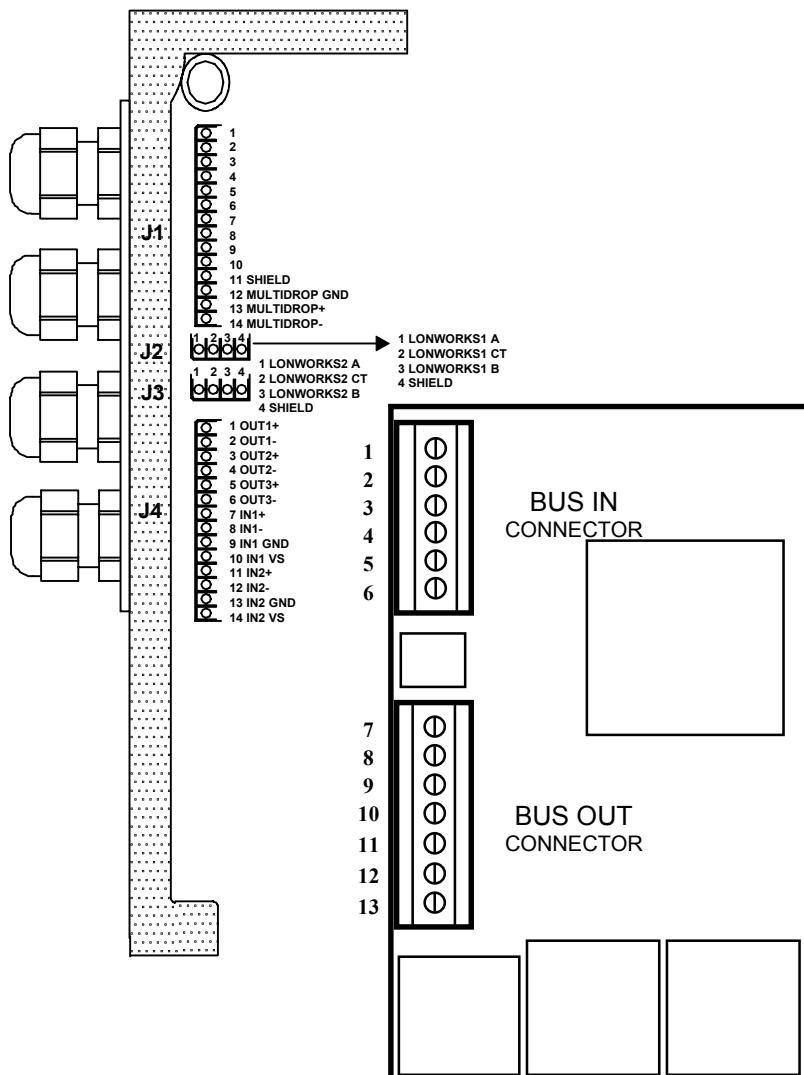 J1
1
2
3
4
5
6
7
8
9
10
11 SHIELD
12 MULTIDROP GND
13 MULTIDROP+
14 MULTIDROP-
J2
1 2 3 4
1 LONWORKS1 A
2 LONWORKS1 CT
3 LONWORKS1 B
4 SHIELD
J3
1 2 3 4
1 LONWORKS2 A
2 LONWORKS2 CT
3 LONWORKS2 B
4 SHIELD
J4
1 OUT1+
2 OUT1-
3 OUT2+
4 OUT2-
5 OUT3+
6 OUT3-
7 IN1+
8 IN1-
9 IN1 GND
10 IN1 VS
11 IN2+
12 IN2-
13 IN2 GND
14 IN2 VS
1
2
3
4
5
6
BUS IN
CONNECTOR
7
8
9
10
11
12
13
BUS OUT
CONNECTOR